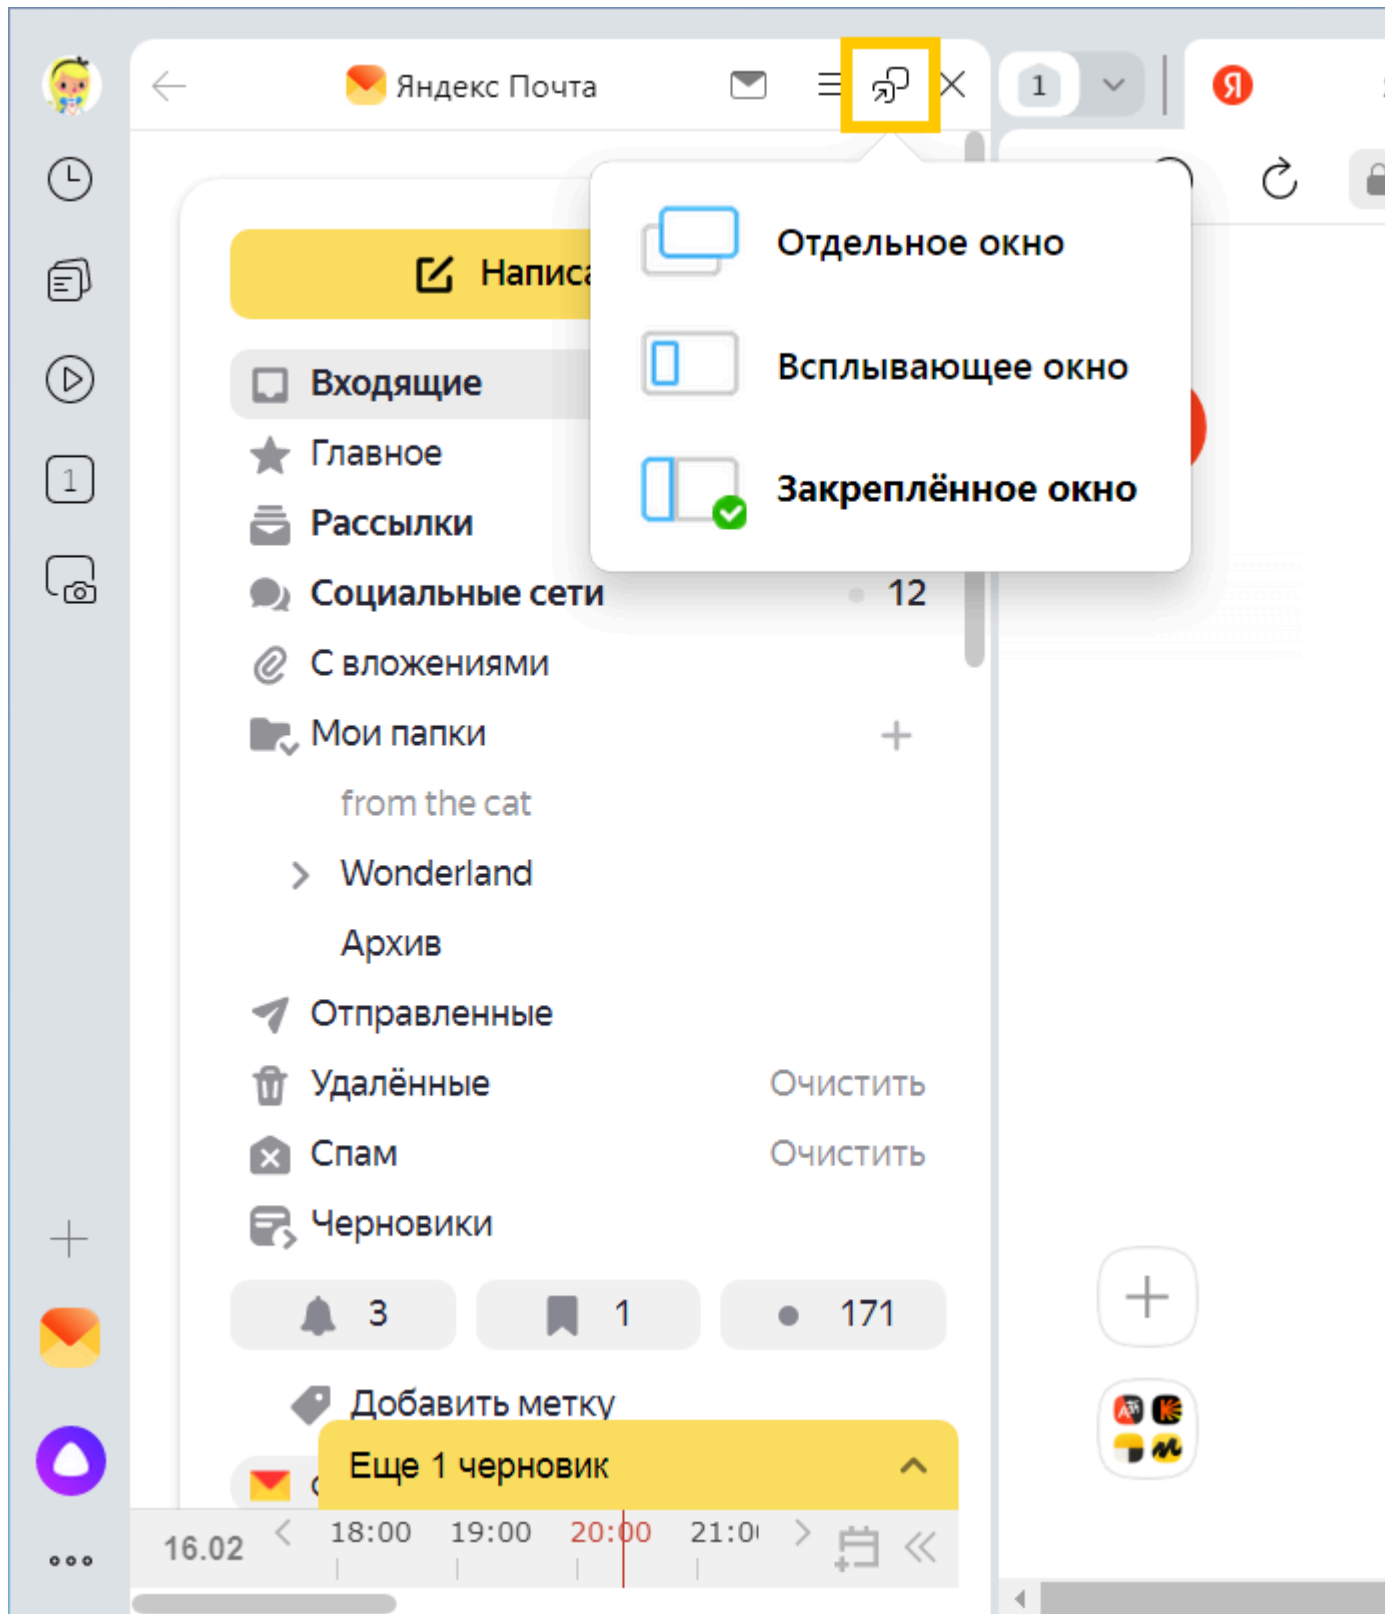 Яндекс Почта
1
Я
Отдельное окно
Всплывающее окно
Закреплённое окно
1
Входящие
Главное
Рассылки
Социальные сети 12
С вложениями
Мои папки
from the cat
Wonderland
Архив
Отправленные
Удалённые Очистить
Спам Очистить
Черновики
3 1 171
Добавить метку
Еще 1 черновик
16.02 18:00 19:00 20:00